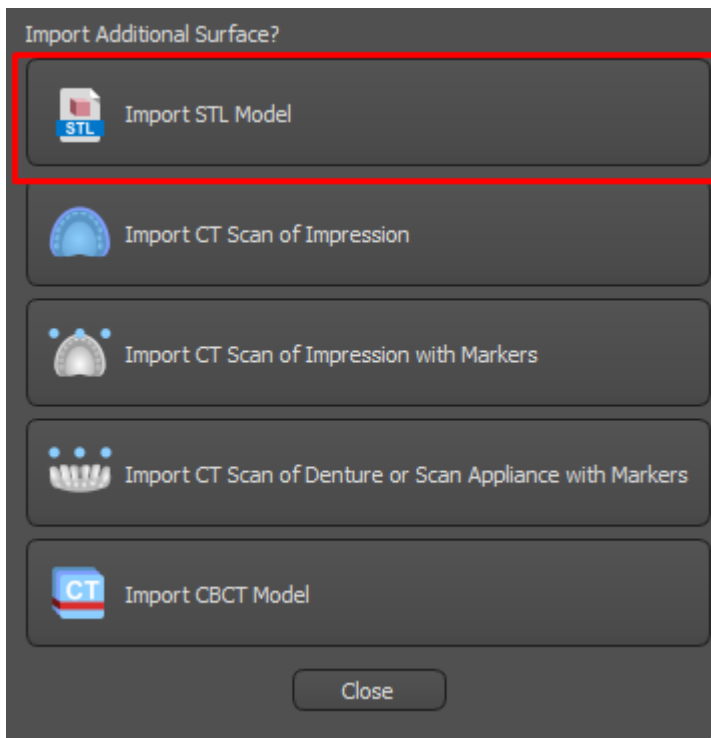 Import Additional Surface?
STL
Import STL Model
Import CT Scan of Impression
Import CT Scan of Impression with Markers
Import CT Scan of Denture or Scan Appliance with Markers
CT
Import CBCT Model
Close